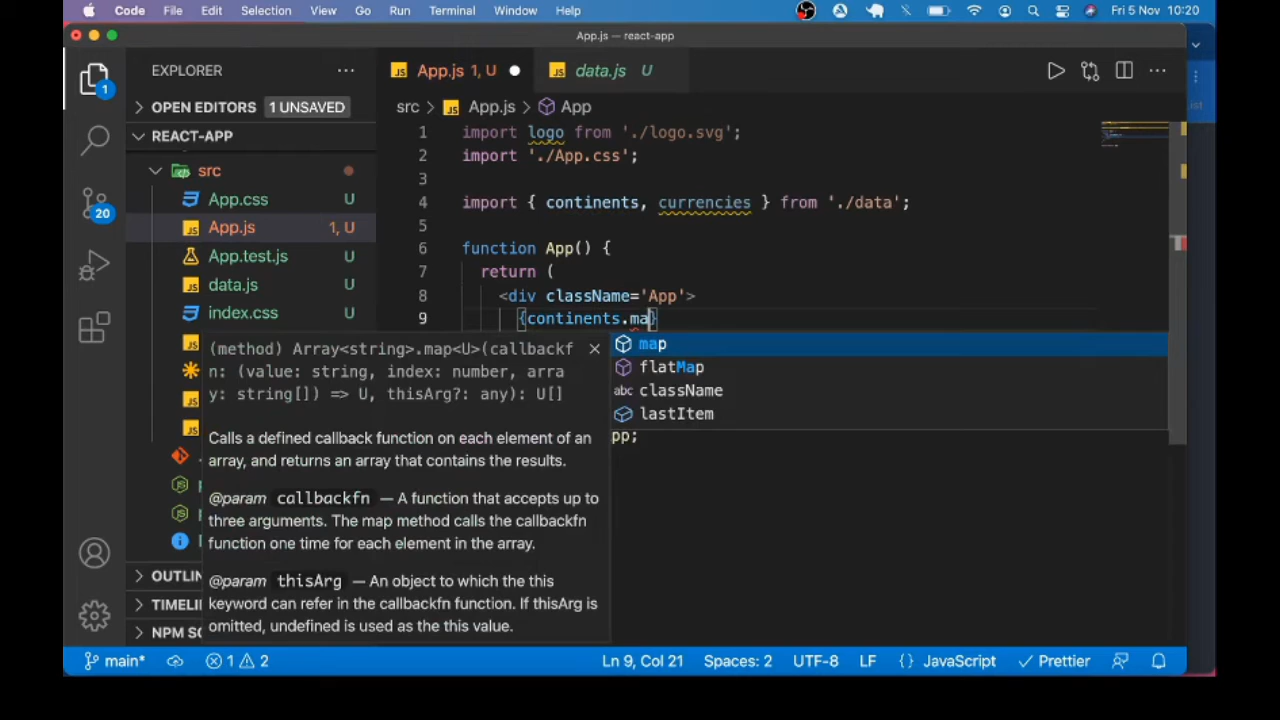 Code File Edit Selection View Go Run Terminal Window Help Fri 5 Nov 10:20
App.js — react-app
EXPLORER
App.js 1, U
data.js U
OPEN EDITORS 1 UNSAVED
src App.js App
REACT-APP
src
App.css U
App.js 1, U
App.test.js U
data.js U
index.css U
1 import logo from './logo.svg';
2 import './App.css';
3
4 import { continents, currencies } from './data';
5
6 function App() {
7 return (
8 <div className='App'>
9 {continents.ma}
map
flatMap
abc className
lastItem
pp;
(method) Array<string>.map<U>(callbackf
n: (value: string, index: number, arra
y: string[]) => U, thisArg?: any): U[]
Calls a defined callback function on each element of an
array, and returns an array that contains the results.
@param callbackfn — A function that accepts up to
three arguments. The map method calls the callbackfn
function one time for each element in the array.
@param thisArg — An object to which the this
keyword can refer in the callbackfn function. If thisArg is
omitted, undefined is used as the this value.
OUTLIN
TIMELI
NPM SC
1
20
main* 1 2 Ln 9, Col 21 Spaces: 2 UTF-8 LF {} JavaScript Prettier